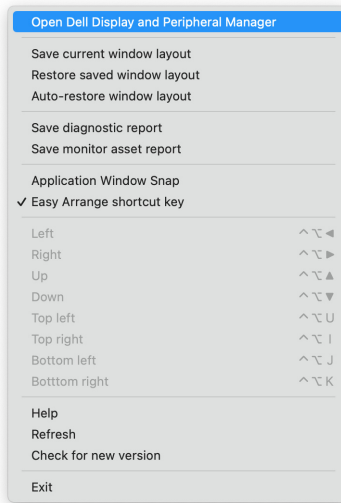 Open Dell Display and Peripheral Manager
Save current window layout
Restore saved window layout
Auto-restore window layout
Save diagnostic report
Save monitor asset report
Application Window Snap
✓ Easy Arrange shortcut key
Left ^⌥◀
Right ^⌥▶
Up ^⌥▲
Down ^⌥▼
Top left ^⌥U
Top right ^⌥I
Bottom left ^⌥J
Botttom right ^⌥K
Help
Refresh
Check for new version
Exit